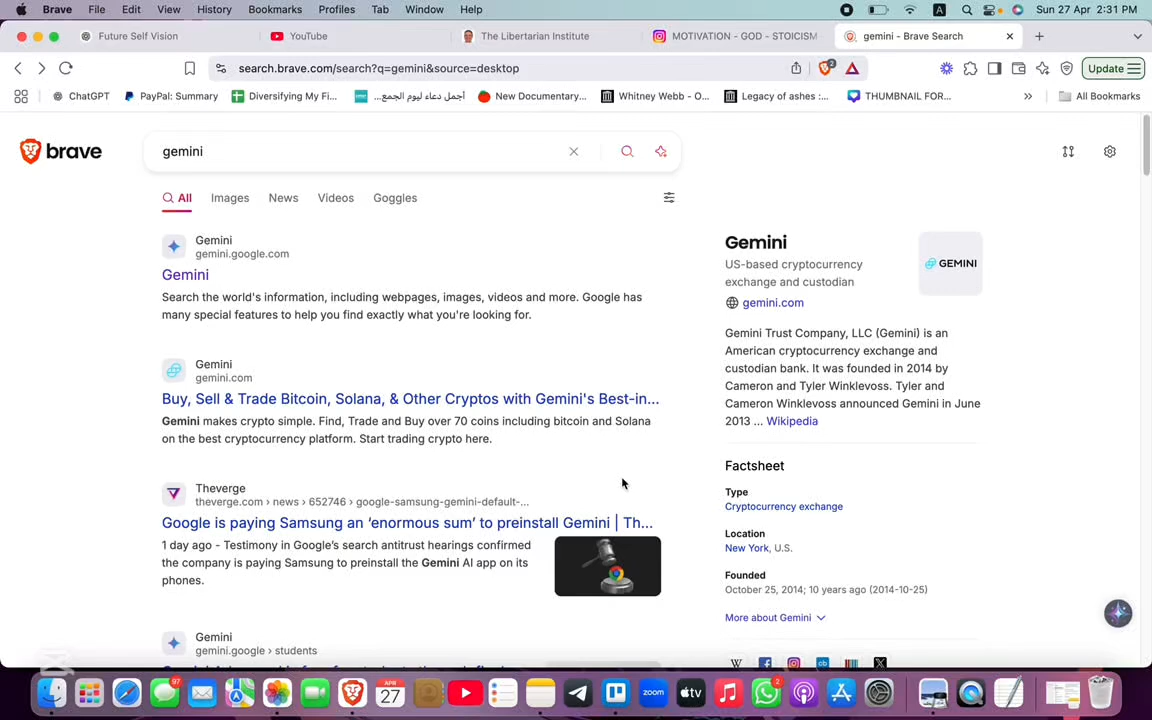 Brave File Edit View History Bookmarks Profiles Tab Window Help A Sun 27 Apr 2:31 PM
Future Self Vision YouTube The Libertarian Institute MOTIVATION - GOD - STOICISM gemini - Brave Search
search.brave.com/search?q=gemini&source=desktop 2 Update
ChatGPT PayPal: Summary Diversifying My Fi... أجمل دعاء ليوم الجمع... New Documentary... Whitney Webb - O... Legacy of ashes :... THUMBNAIL FOR... » All Bookmarks
brave gemini
All Images News Videos Goggles
Gemini
gemini.google.com
Gemini
Search the world's information, including webpages, images, videos and more. Google has
many special features to help you find exactly what you're looking for.
Gemini
gemini.com
Buy, Sell & Trade Bitcoin, Solana, & Other Cryptos with Gemini's Best-in...
Gemini makes crypto simple. Find, Trade and Buy over 70 coins including bitcoin and Solana
on the best cryptocurrency platform. Start trading crypto here.
Theverge
theverge.com › news › 652746 › google-samsung-gemini-default-...
Google is paying Samsung an ‘enormous sum’ to preinstall Gemini | Th...
1 day ago - Testimony in Google’s search antitrust hearings confirmed
the company is paying Samsung to preinstall the Gemini AI app on its
phones.
Gemini
gemini.google › students
Gemini
US-based cryptocurrency
exchange and custodian
gemini.com
GEMINI
Gemini Trust Company, LLC (Gemini) is an
American cryptocurrency exchange and
custodian bank. It was founded in 2014 by
Cameron and Tyler Winklevoss. Tyler and
Cameron Winklevoss announced Gemini in June
2013 ... Wikipedia
Factsheet
Type
Cryptocurrency exchange
Location
New York, U.S.
Founded
October 25, 2014; 10 years ago (2014-10-25)
More about Gemini
W X
97 APR 27 zoom tv 2